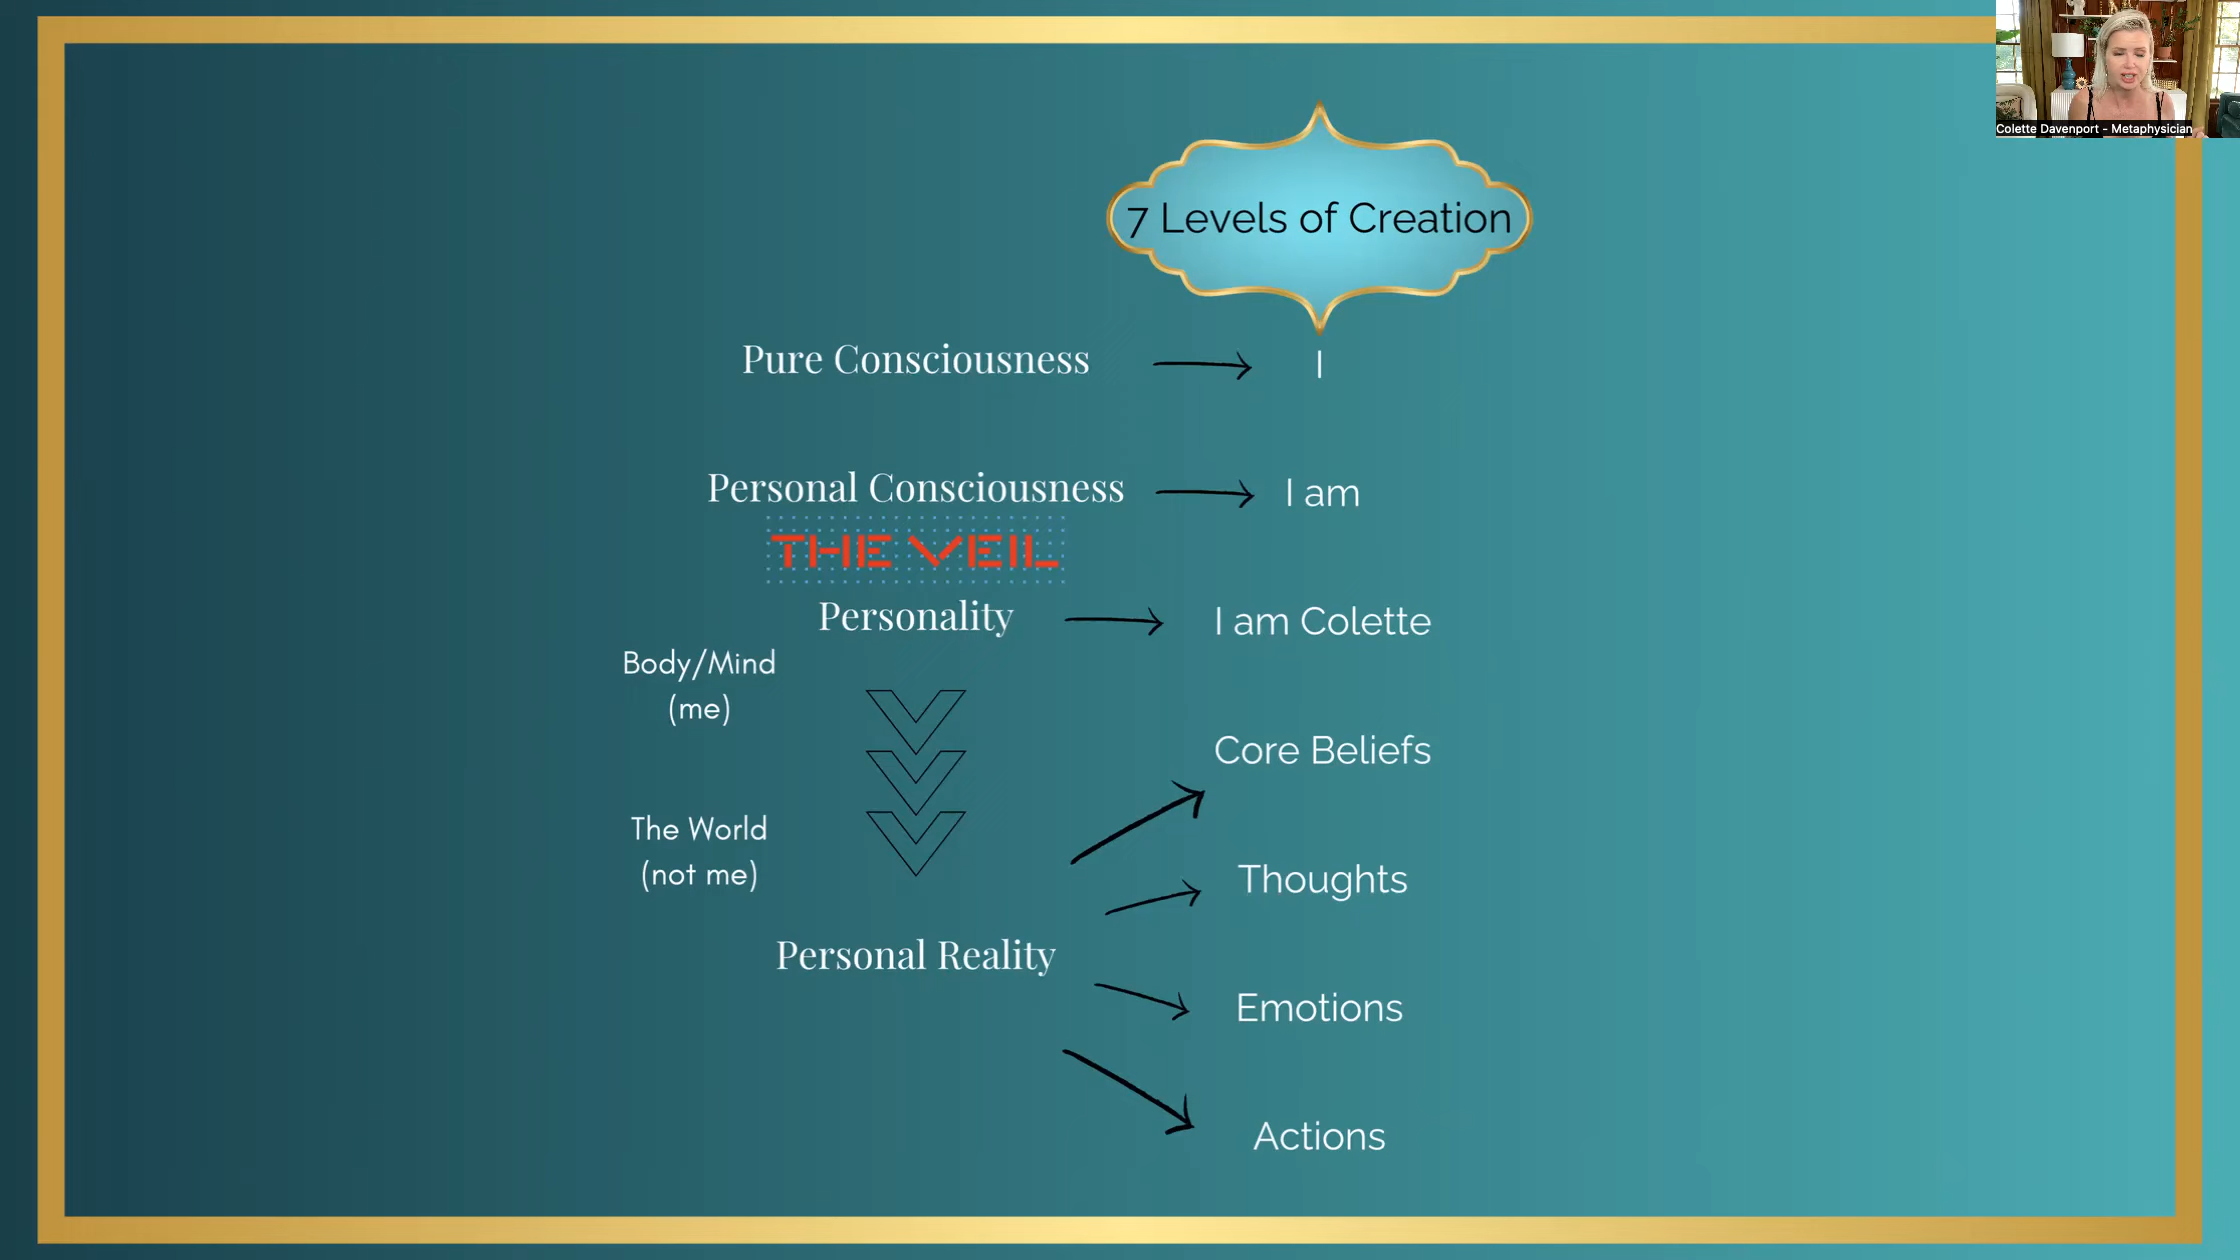 Colette Davenport - Metaphysician
7 Levels of Creation
Pure Consciousness
I
Personal Consciousness
I am
THE VEIL
Personality
I am Colette
Body/Mind
(me)
Core Beliefs
The World
(not me)
Thoughts
Personal Reality
Emotions
Actions